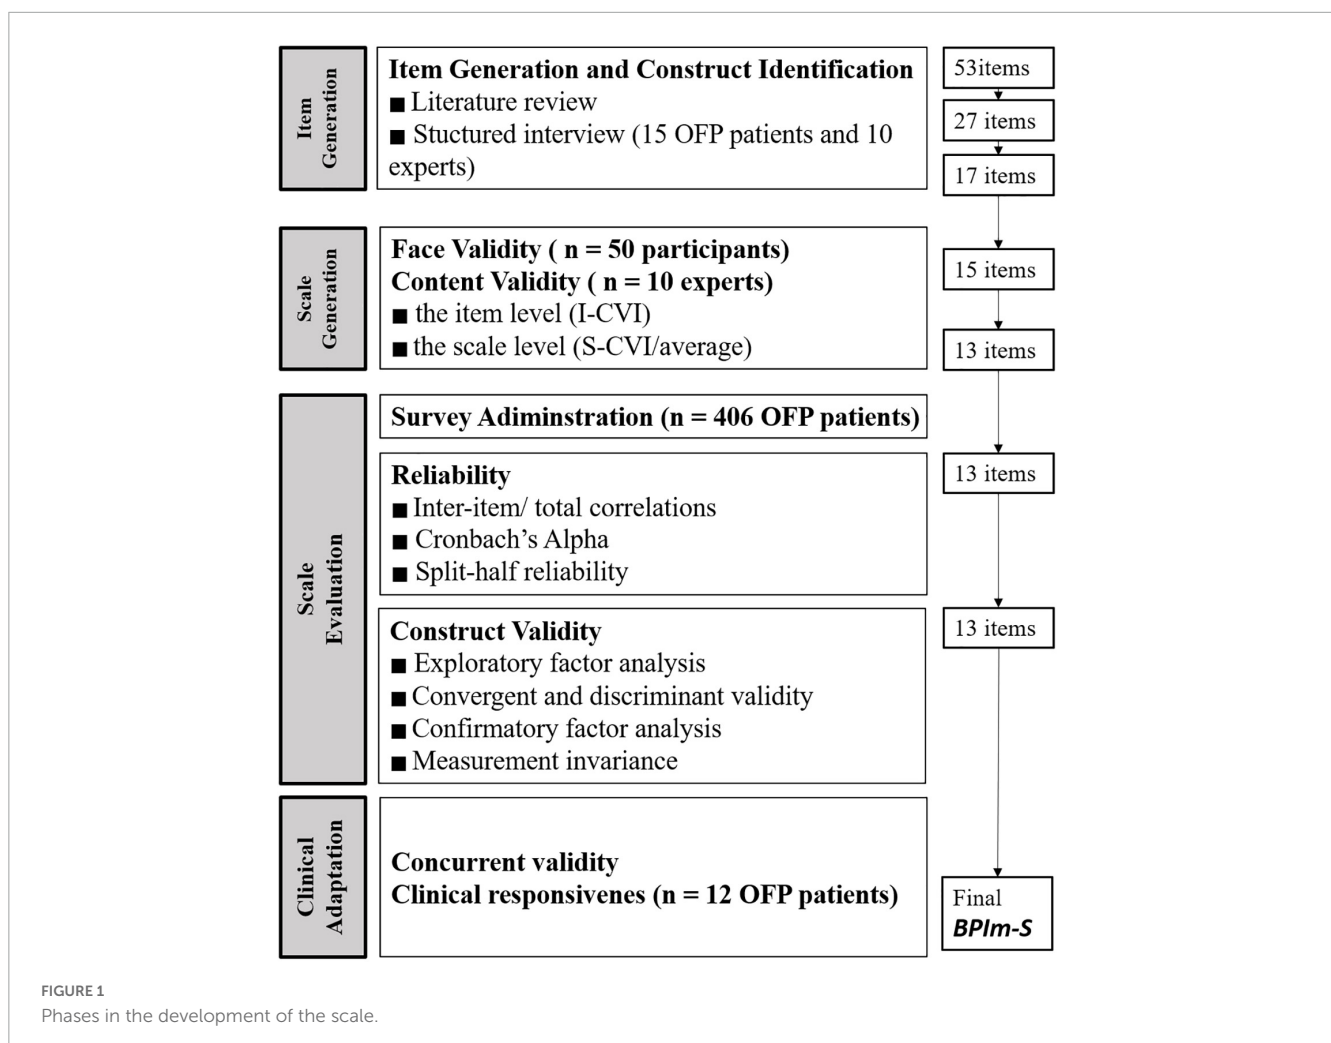 Item
Generation
Item Generation and Construct Identification
■ Literature review
■ Stuctured interview (15 OFP patients and 10
experts)
53items
27 items
17 items
Scale
Generation
Face Validity ( n = 50 participants)
Content Validity ( n = 10 experts)
■ the item level (I-CVI)
■ the scale level (S-CVI/average)
15 items
13 items
Scale
Evaluation
Survey Adiminstration (n = 406 OFP patients)
Reliability
■ Inter-item/ total correlations
■ Cronbach’s Alpha
■ Split-half reliability
13 items
Construct Validity
■ Exploratory factor analysis
■ Convergent and discriminant validity
■ Confirmatory factor analysis
■ Measurement invariance
13 items
Clinical
Adaptation
Concurrent validity
Clinical responsivenes (n = 12 OFP patients)
Final
BPIm-S
FIGURE 1
Phases in the development of the scale.